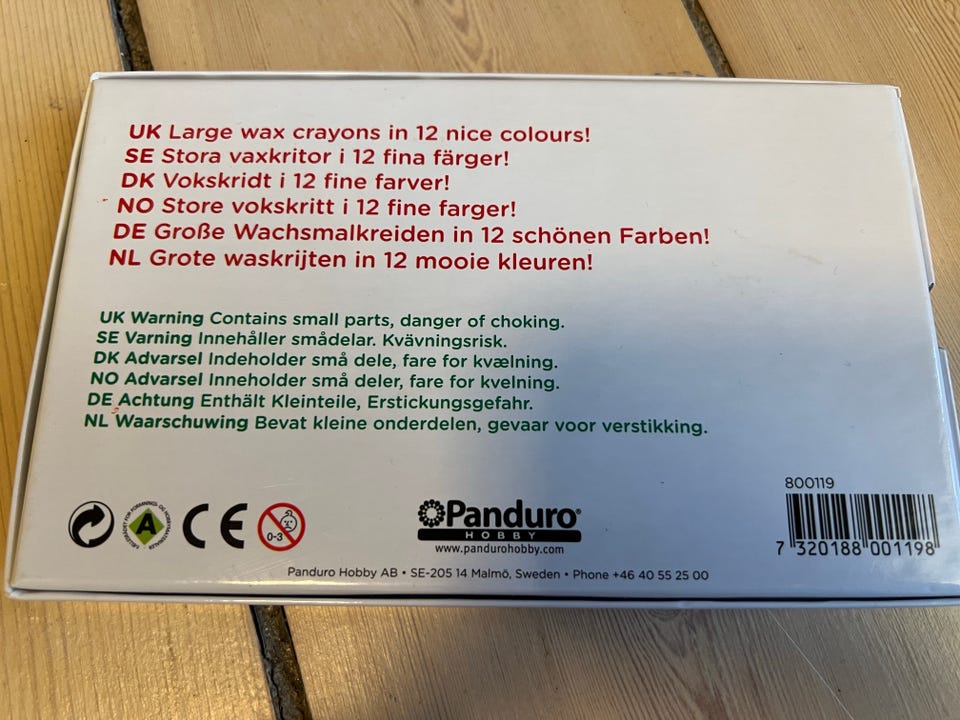 UK Large wax crayons in 12 nice colours!
SE Stora vaxkritor i 12 fina färger!
DK Vokskridt i 12 fine farver!
NO Store vokskritt i 12 fine farger!
DE Große Wachsmalkreiden in 12 schönen Farben!
NL Grote waskrijten in 12 mooie kleuren!
UK Warning Contains small parts, danger of choking.
SE Varning Innehåller smådelar. Kvävningsrisk.
DK Advarsel Indeholder små dele, fare for kvælning.
NO Advarsel Inneholder små deler, fare for kvelning.
DE Achtung Enthält Kleinteile, Erstickungsgefahr.
NL Waarschuwing Bevat kleine onderdelen, gevaar voor verstikking.
A
CE
0-3
Panduro®
HOBBY
www.pandurohobby.com
800119
7 320188 001198
Panduro Hobby AB • SE-205 14 Malmö, Sweden • Phone +46 40 55 25 00